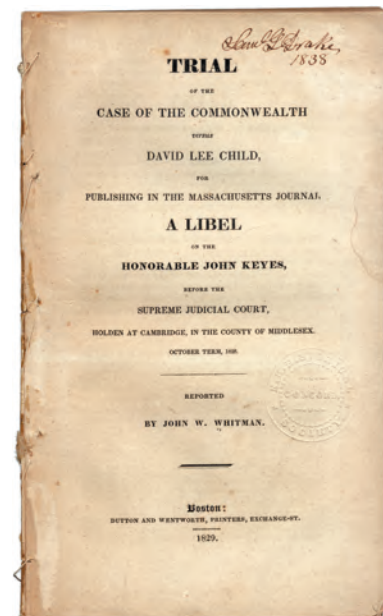 Saml G Drake,
1838
TRIAL
OF THE
CASE OF THE COMMONWEALTH
VERSUS
DAVID LEE CHILD,
FOR
PUBLISHING IN THE MASSACHUSETTS JOURNAL
A LIBEL
ON THE
HONORABLE JOHN KEYES,
BEFORE THE
SUPREME JUDICIAL COURT,
HOLDEN AT CAMBRIDGE, IN THE COUNTY OF MIDDLESEX.
OCTOBER TERM, 1828.
REPORTED
BY JOHN W. WHITMAN.
Boston:
DUTTON AND WENTWORTH, PRINTERS, EXCHANGE-ST.
1829.